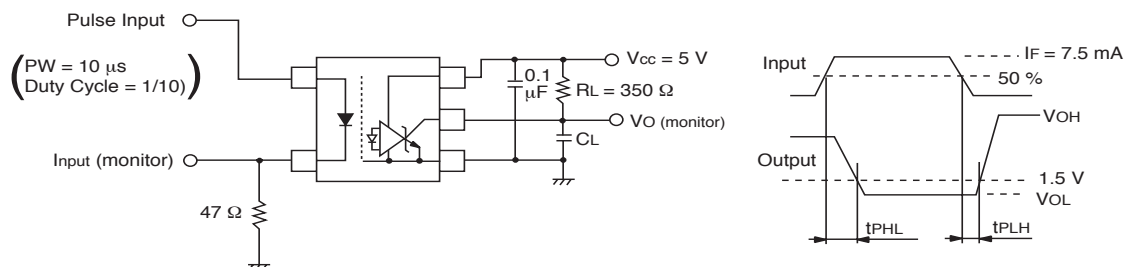 Pulse Input
(PW = 10 μs
Duty Cycle = 1/10)
Input (monitor)
47 Ω
0.1
μF
VCC = 5 V
RL = 350 Ω
VO (monitor)
CL
Input
IF = 7.5 mA
50 %
VOH
Output
1.5 V
VOL
tPHL
tPLH